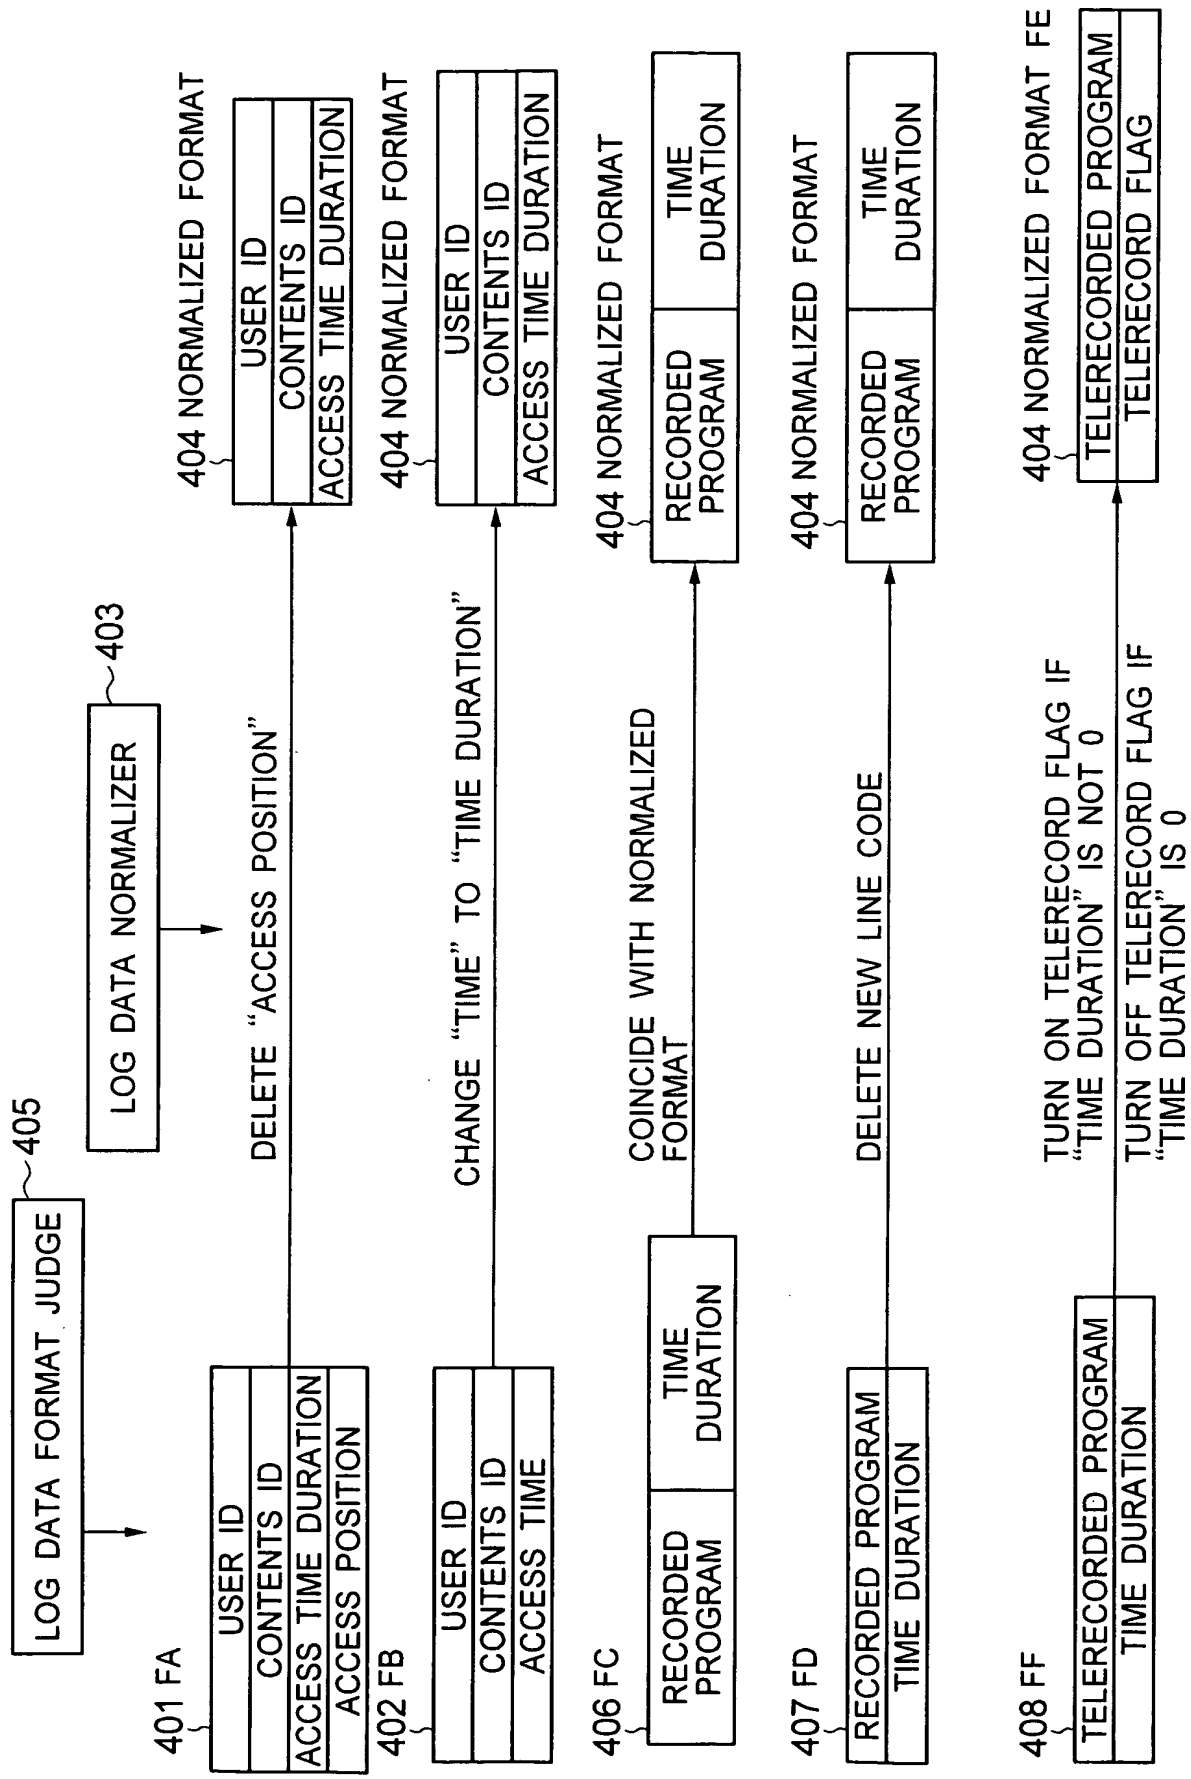 LOG DATA FORMAT JUDGE
405
LOG DATA NORMALIZER
403
401 FA
USER ID
CONTENTS ID
ACCESS TIME DURATION
ACCESS POSITION
DELETE “ACCESS POSITION”
404 NORMALIZED FORMAT
USER ID
CONTENTS ID
ACCESS TIME DURATION
402 FB
USER ID
CONTENTS ID
ACCESS TIME
CHANGE “TIME” TO “TIME DURATION”
404 NORMALIZED FORMAT
USER ID
CONTENTS ID
ACCESS TIME DURATION
406 FC
RECORDED
PROGRAM
TIME
DURATION
COINCIDE WITH NORMALIZED
FORMAT
404 NORMALIZED FORMAT
RECORDED
PROGRAM
TIME
DURATION
407 FD
RECORDED PROGRAM
TIME DURATION
DELETE NEW LINE CODE
404 NORMALIZED FORMAT
RECORDED
PROGRAM
TIME
DURATION
408 FF
TELERECORDED PROGRAM
TIME DURATION
TURN ON TELERECORD FLAG IF
“TIME DURATION” IS NOT 0
TURN OFF TELERECORD FLAG IF
“TIME DURATION” IS 0
404 NORMALIZED FORMAT FE
TELERECORDED PROGRAM
TELERECORD FLAG